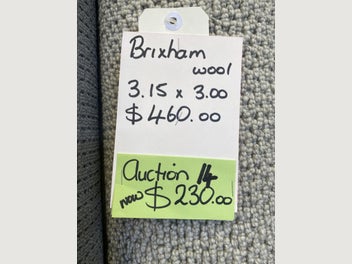 Brixham
wool
3.15 x 3.00
$460.00
Auction 14
now $230.00